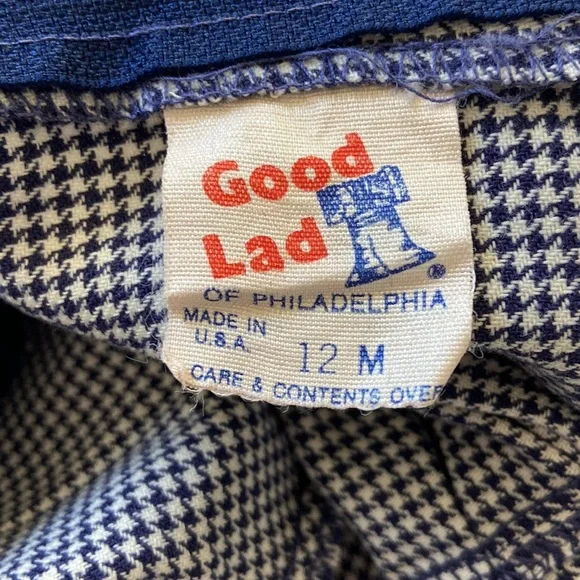 Good
Lad
®
OF PHILADELPHIA
MADE IN
U.S.A.
12 M
CARE & CONTENTS OVER